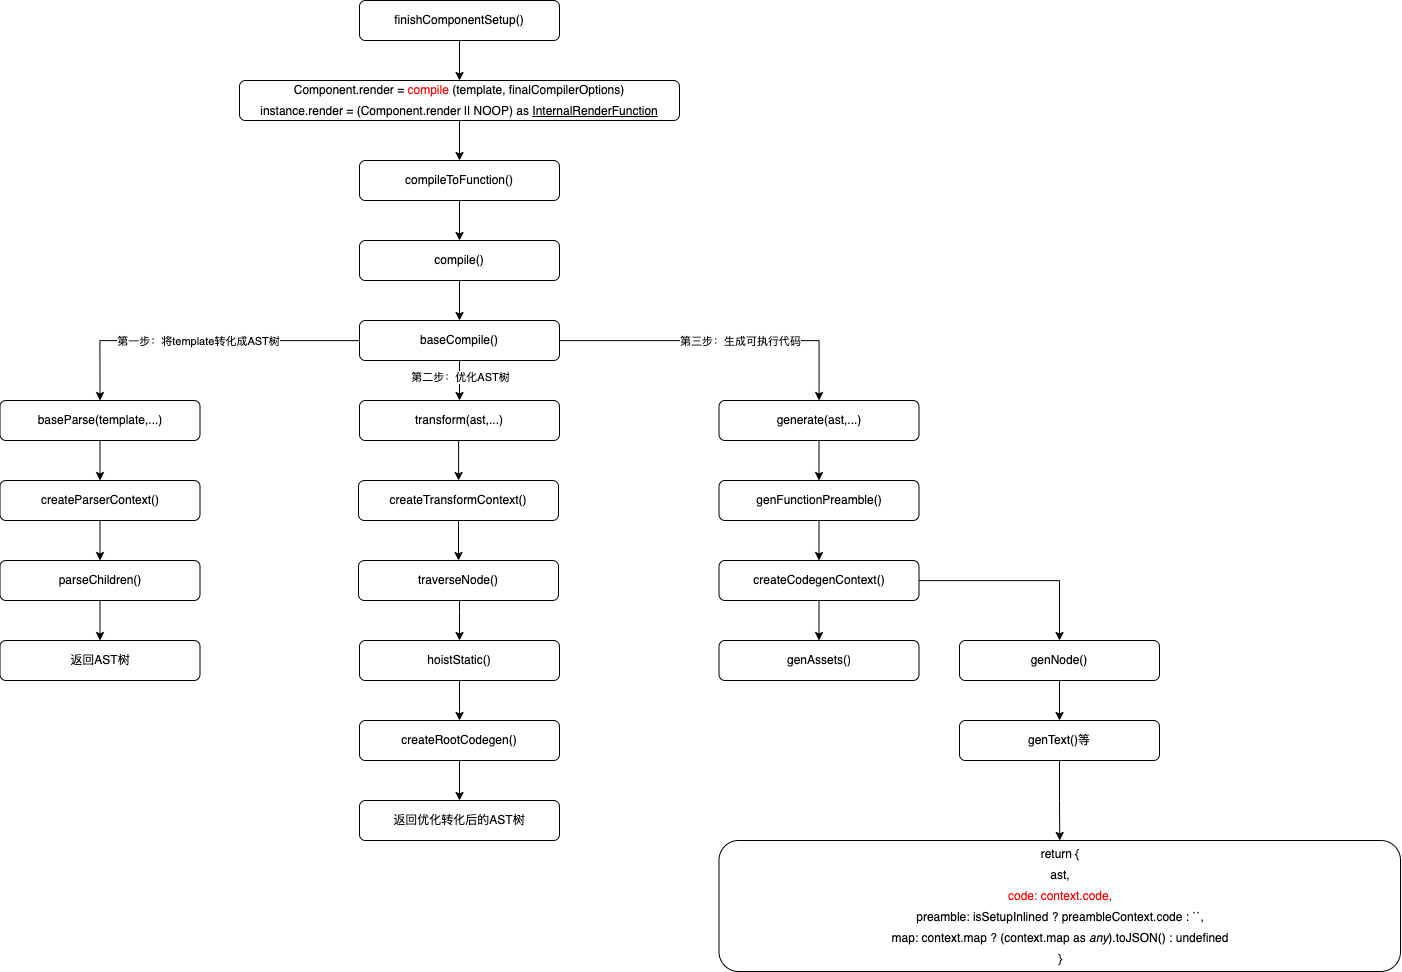 finishComponentSetup()
Component.render = compile (template, finalCompilerOptions)
instance.render = (Component.render || NOOP) as InternalRenderFunction
compileToFunction()
compile()
baseCompile()
第一步：将template转化成AST树
第三步：生成可执行代码
第二步：优化AST树
baseParse(template,...)
transform(ast,...)
generate(ast,...)
createParserContext()
createTransformContext()
genFunctionPreamble()
parseChildren()
traverseNode()
createCodegenContext()
返回AST树
hoistStatic()
genAssets()
genNode()
createRootCodegen()
genText()等
返回优化转化后的AST树
return {
ast,
code: context.code,
preamble: isSetupInlined ? preambleContext.code : ``,
map: context.map ? (context.map as any).toJSON() : undefined
}